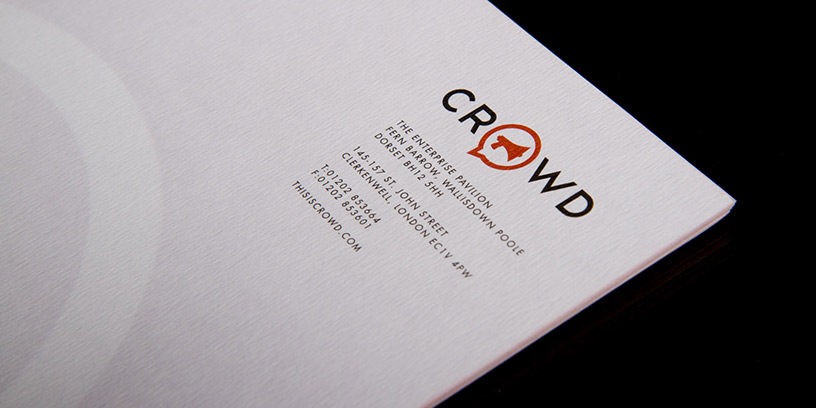 CROWD
THE ENTERPRISE PAVILION
FERN BARROW, WALLISDOWN POOLE
DORSET BH12 5HH
145-157 ST. JOHN STREET
CLERKENWELL, LONDON EC1V 4PW
T:01202 853664
F:01202 853601
THISISCROWD.COM